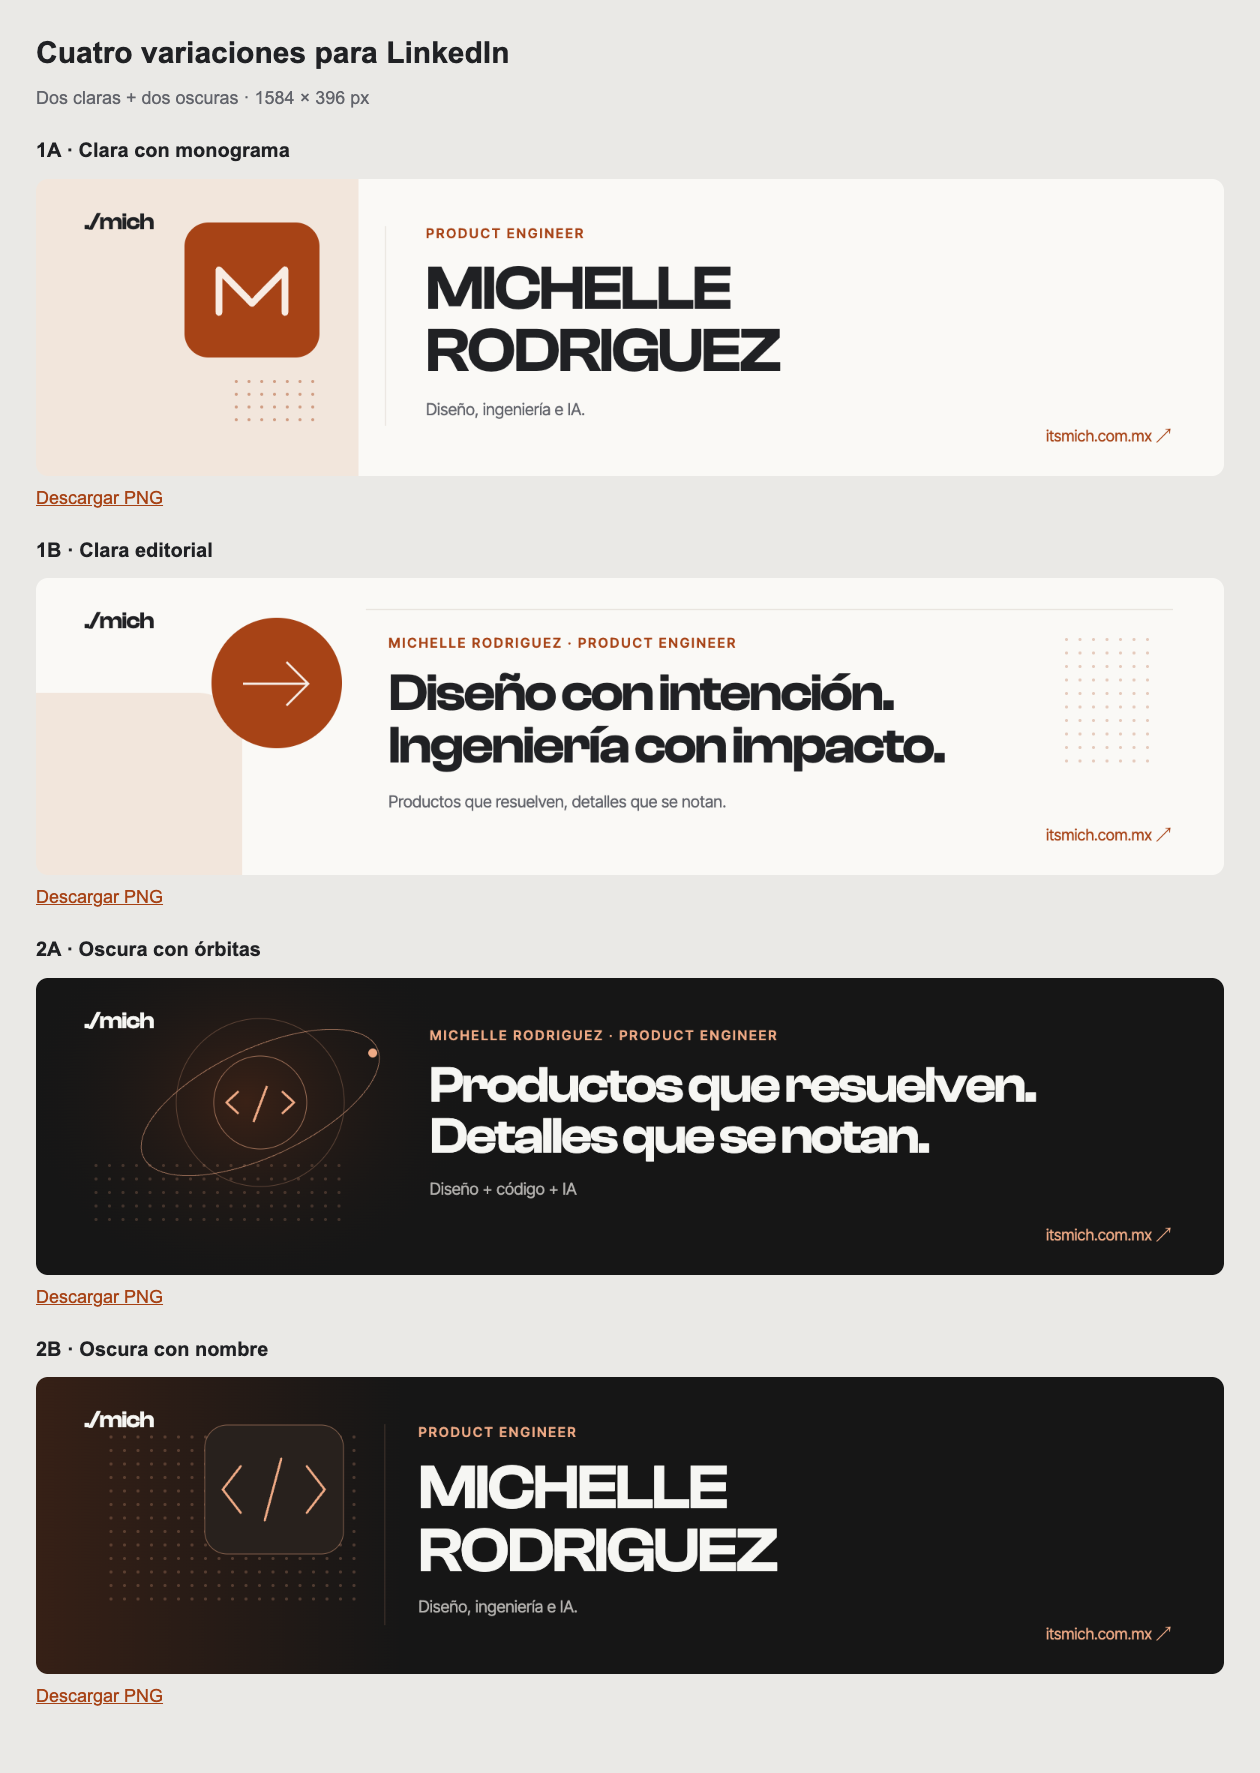 Cuatro variaciones para LinkedIn
Dos claras + dos oscuras · 1584 × 396 px
1A · Clara con monograma
./mich
M
PRODUCT ENGINEER
MICHELLE
RODRIGUEZ
Diseño, ingeniería e IA.
itsmich.com.mx ↗
Descargar PNG
1B · Clara editorial
./mich
MICHELLE RODRIGUEZ · PRODUCT ENGINEER
Diseño con intención.
Ingeniería con impacto.
Productos que resuelven, detalles que se notan.
itsmich.com.mx ↗
Descargar PNG
2A · Oscura con órbitas
./mich
</>
MICHELLE RODRIGUEZ · PRODUCT ENGINEER
Productos que resuelven.
Detalles que se notan.
Diseño + código + IA
itsmich.com.mx ↗
Descargar PNG
2B · Oscura con nombre
./mich
</>
PRODUCT ENGINEER
MICHELLE
RODRIGUEZ
Diseño, ingeniería e IA.
itsmich.com.mx ↗
Descargar PNG